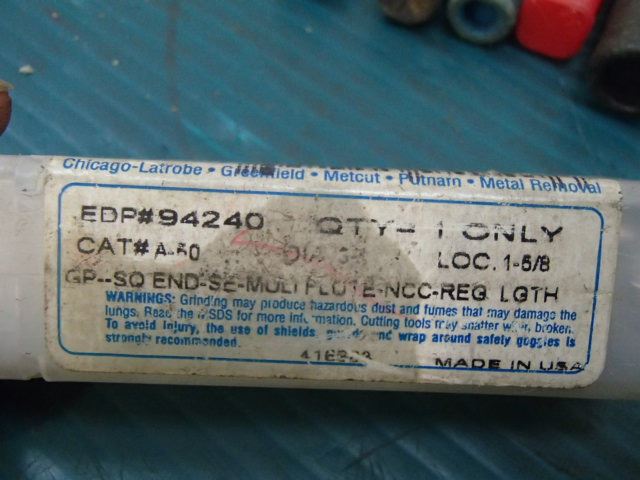 Chicago-Latrobe • Greenfield • Metcut • Putnam • Metal Removal
EDP#94240 QTY- 1 ONLY
CAT# A-50 LOC. 1-5/8
GP--SQ END-SE-MULTI FLUTE-NCC-REG LGTH
WARNINGS: Grinding may produce hazardous dust and fumes that may damage the
lungs. Read the MSDS for more information. Cutting tools may shatter when broken.
To avoid injury, the use of shields, guards, and wrap around safety goggles is
strongly recommended.
MADE IN USA